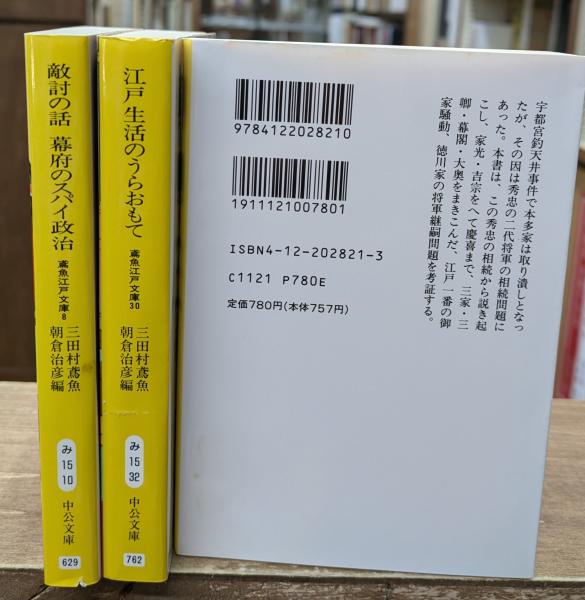 敵討の話 幕府のスパイ政治
鳶魚江戸文庫8
三田村鳶魚
朝倉治彦編
み
15
10
中公文庫
629
江戸生活のうらおもて
鳶魚江戸文庫30
三田村鳶魚
朝倉治彦編
み
15
32
中公文庫
762
9784122028210
1911121007801
ISBN4-12-202821-3
C1121 P780E
定価780円(本体757円)
宇都宮釣天井事件で本多家は取り潰しとなっ
たが、その因は秀忠の二代将軍の相続問題に
あった。本書は、この秀忠の相続から説き起
こし、家光・吉宗をへて慶喜まで、三家・三
卿・幕閣・大奥をまきこんだ、江戸一番の御
家騒動、徳川家の将軍継嗣問題を考証する。